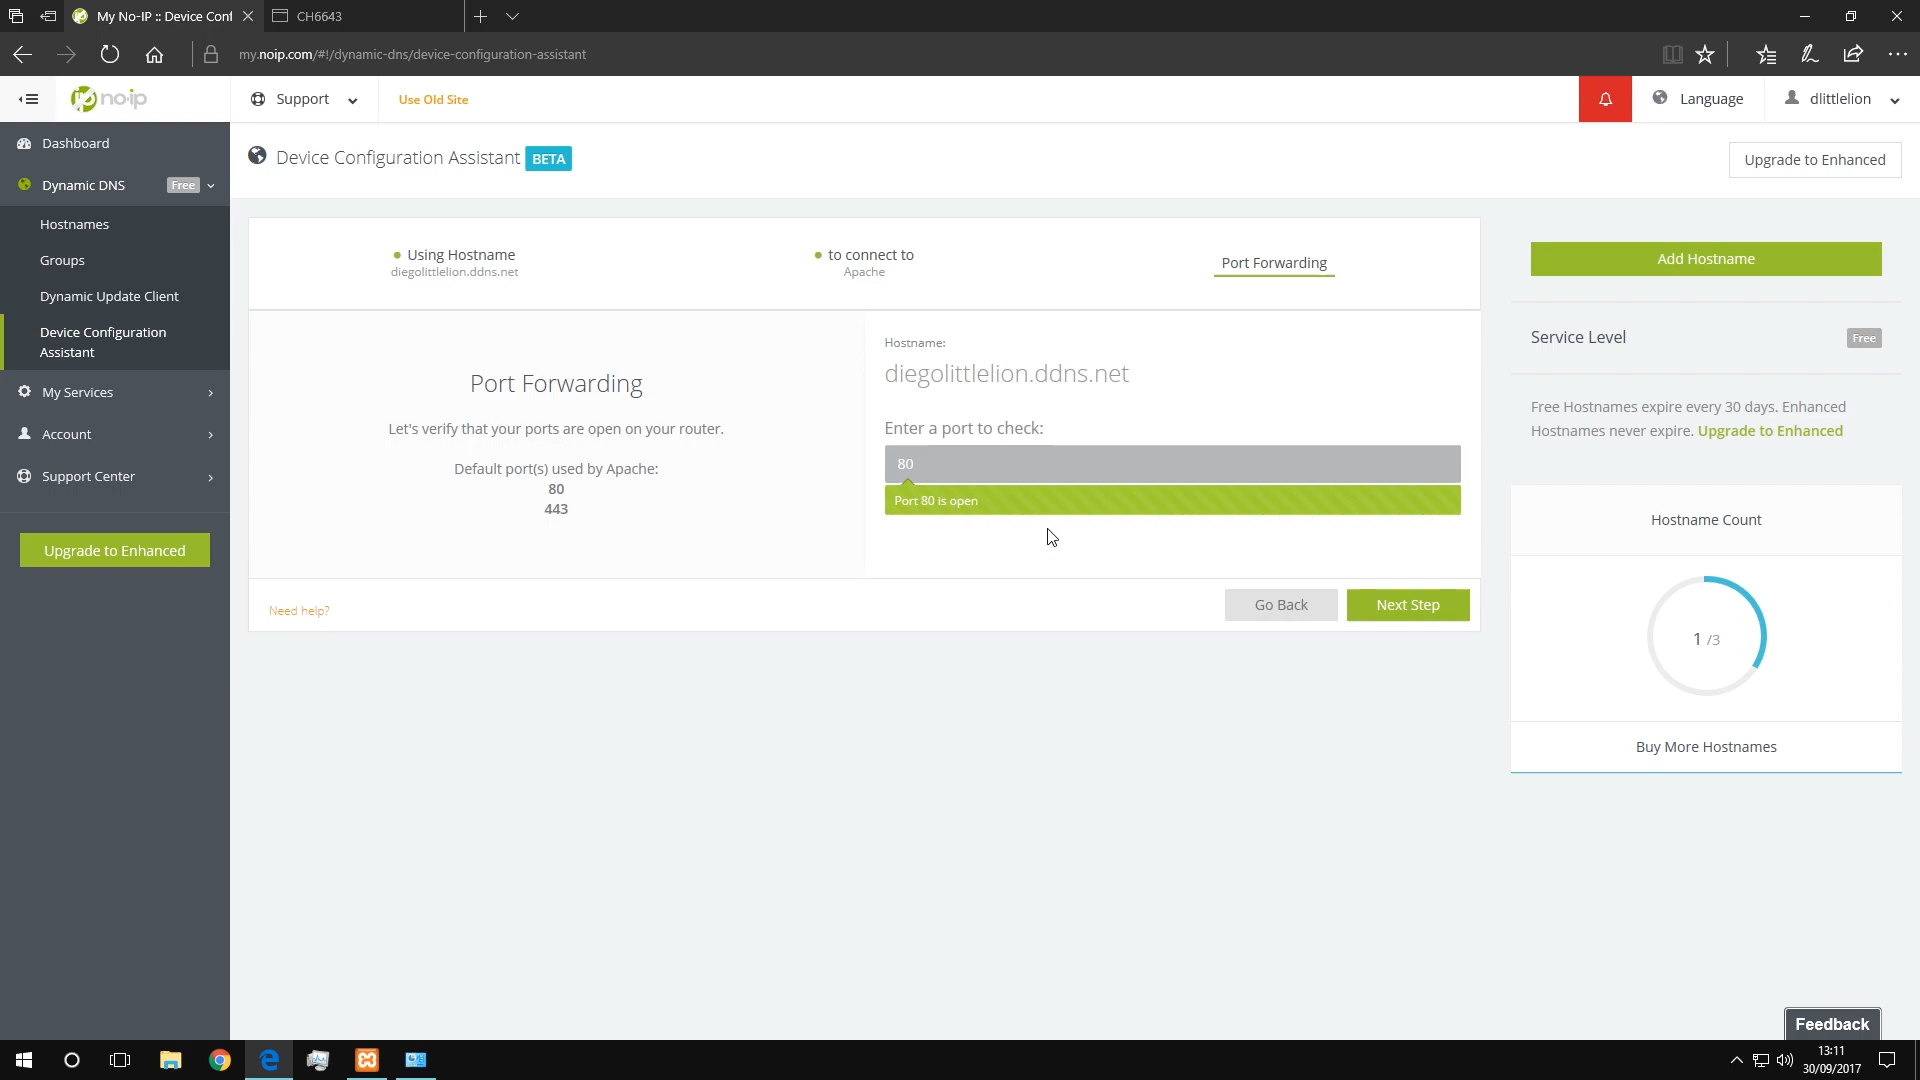 My No-IP :: Device Conf
CH6643
my.noip.com/#!/dynamic-dns/device-configuration-assistant
no-ip
Support
Use Old Site
Language
dlittlelion
Dashboard
Dynamic DNS
Free
Hostnames
Groups
Dynamic Update Client
Device Configuration
Assistant
My Services
Account
Support Center
Upgrade to Enhanced
Device Configuration Assistant
BETA
Upgrade to Enhanced
Using Hostname
diegolittlelion.ddns.net
to connect to
Apache
Port Forwarding
Port Forwarding
Let's verify that your ports are open on your router.
Default port(s) used by Apache:
80
443
Hostname:
diegolittlelion.ddns.net
Enter a port to check:
80
Port 80 is open
Need help?
Go Back
Next Step
Add Hostname
Service Level
Free
Free Hostnames expire every 30 days. Enhanced
Hostnames never expire. Upgrade to Enhanced
Hostname Count
1 /3
Buy More Hostnames
Feedback
13:11
30/09/2017